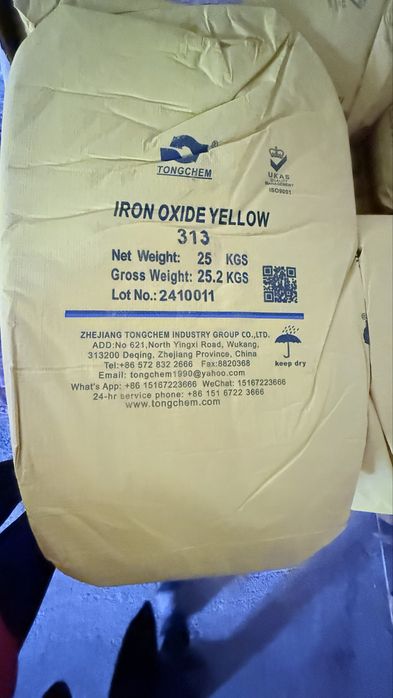 TONGCHEM
UKAS
QUALITY
MANAGEMENT
ISO9001
IRON OXIDE YELLOW
313
Net Weight: 25 KGS
Gross Weight: 25.2 KGS
Lot No.: 2410011
ZHEJIANG TONGCHEM INDUSTRY GROUP CO.,LTD.
ADD:No 621,North Yingxi Road, Wukang,
313200 Deqing, Zhejiang Province, China
Tel:+86 572 832 2666 Fax:8820368
Email: tongchem1990@yahoo.com
What's App: +86 15167223666 WeChat: 15167223666
24-hr service phone: +86 151 6722 3666
www.tongchem.com
keep dry